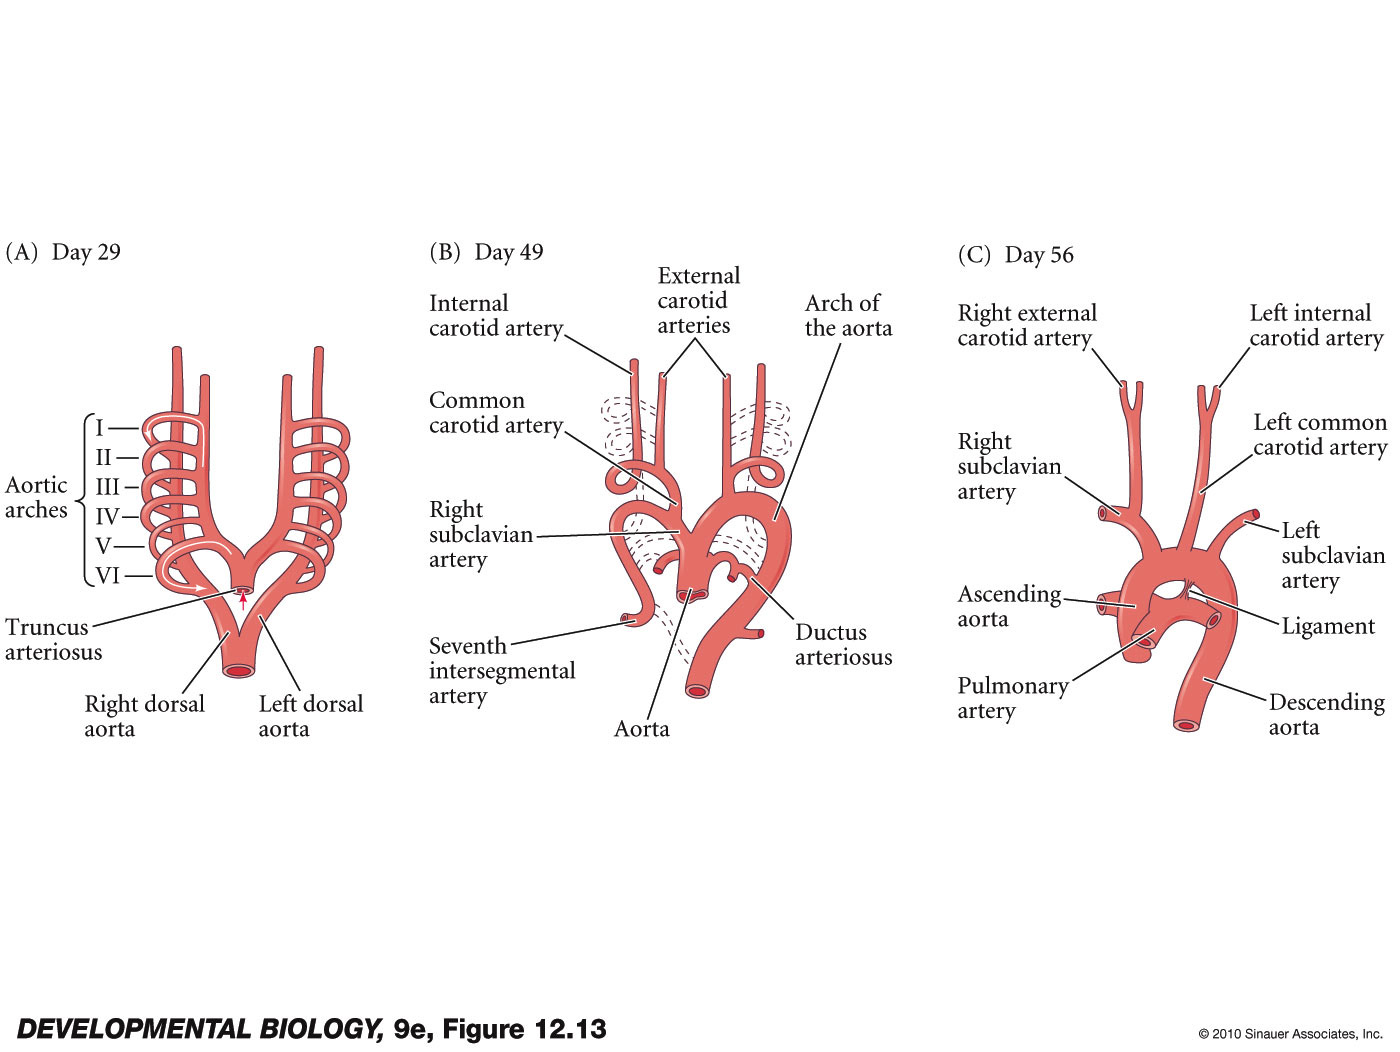 (A) Day 29
I
II
III
IV
V
VI
Aortic
arches
Truncus
arteriosus
Right dorsal
aorta
Left dorsal
aorta
(B) Day 49
Internal
carotid artery
External
carotid
arteries
Arch of
the aorta
Common
carotid artery
Right
subclavian
artery
Seventh
intersegmental
artery
Aorta
Ductus
arteriosus
(C) Day 56
Right external
carotid artery
Left internal
carotid artery
Right
subclavian
artery
Left common
carotid artery
Left
subclavian
artery
Ascending
aorta
Ligament
Pulmonary
artery
Descending
aorta
DEVELOPMENTAL BIOLOGY, 9e, Figure 12.13
© 2010 Sinauer Associates, Inc.